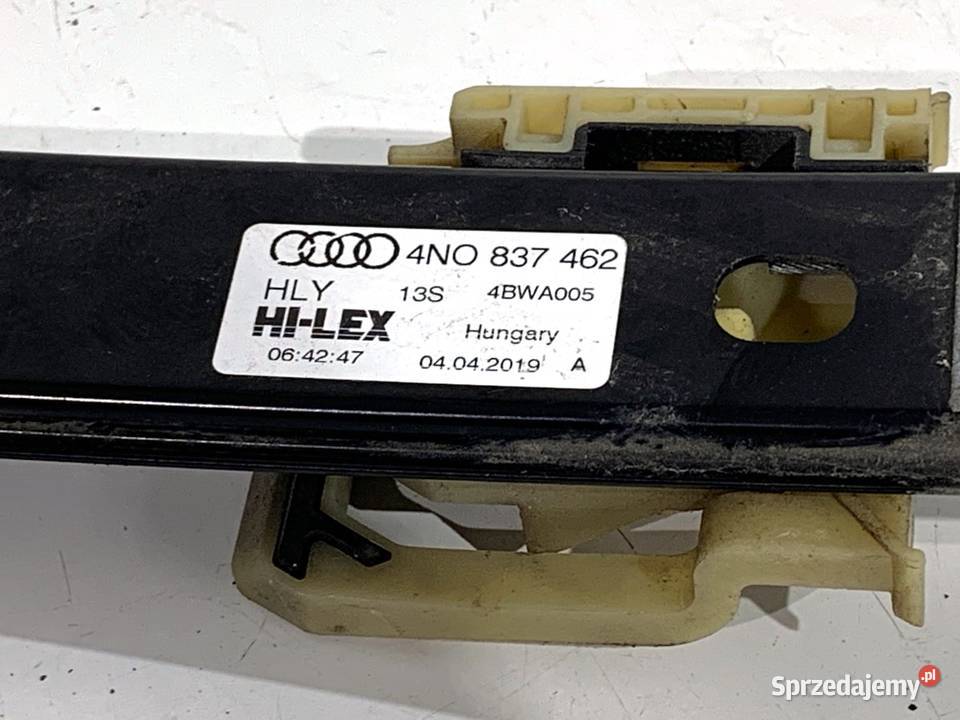 4N0 837 462
HLY 13S 4BWA005
HI-LEX Hungary
06:42:47 04.04.2019 A
Sprzedajemy .pl